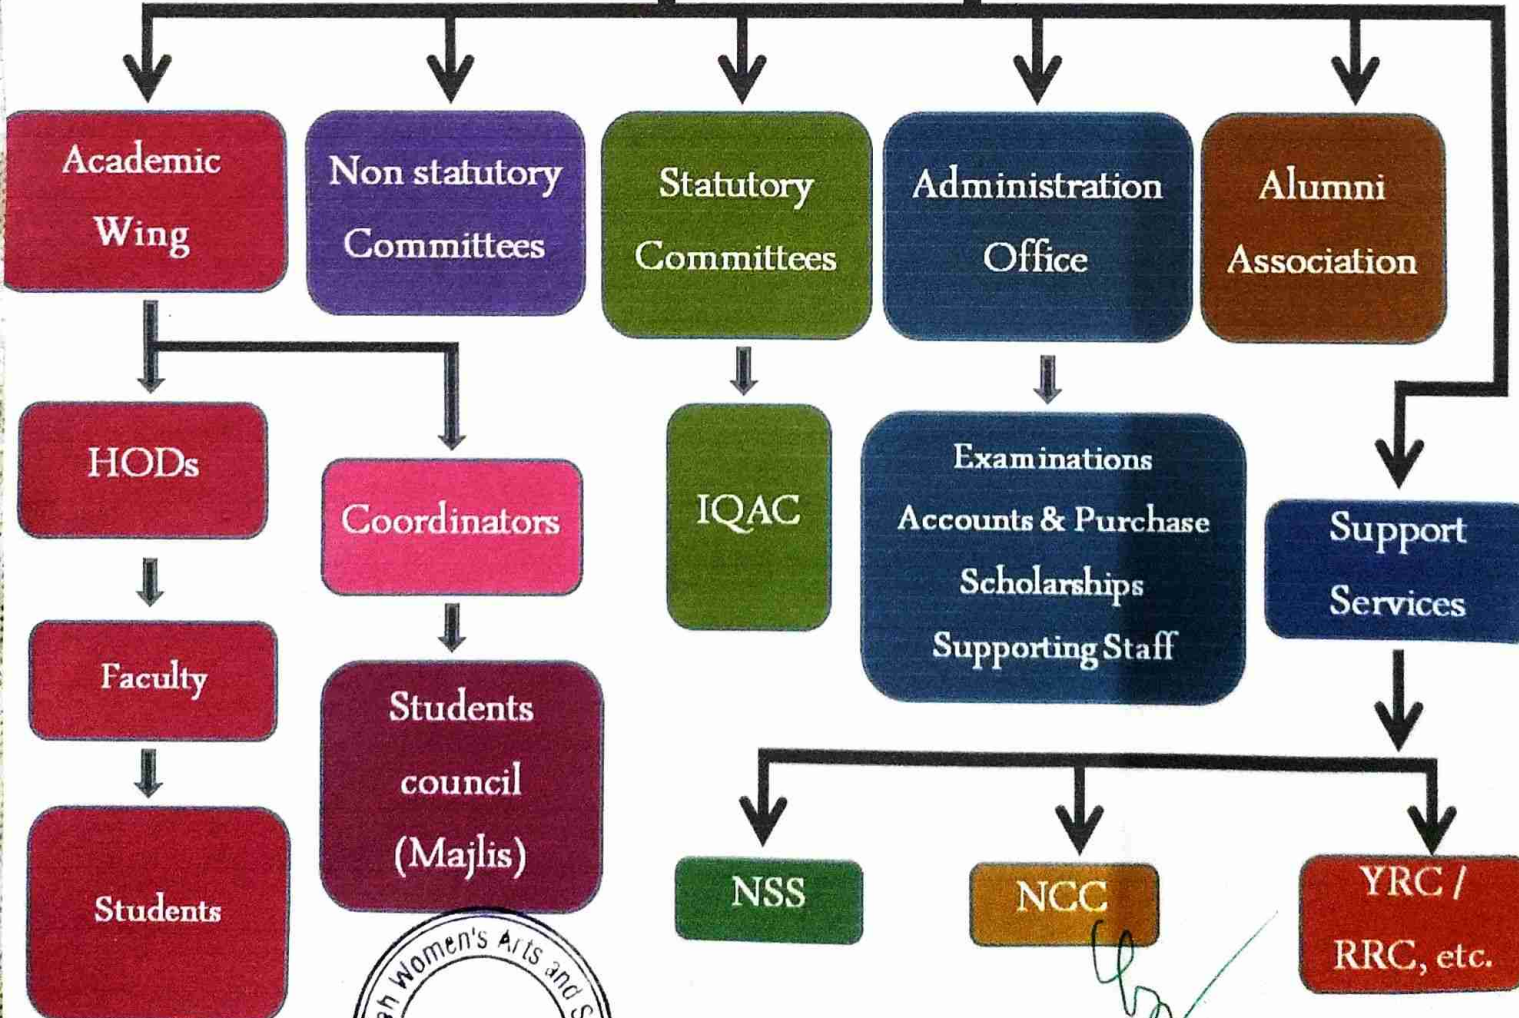 Academic
Wing
Non statutory
Committees
Statutory
Committees
Administration
Office
Alumni
Association
HODs
Coordinators
IQAC
Examinations
Accounts & Purchase
Scholarships
Supporting Staff
Support
Services
Faculty
Students
council
(Majlis)
Students
NSS
NCC
YRC /
RRC, etc.
Women's Arts and